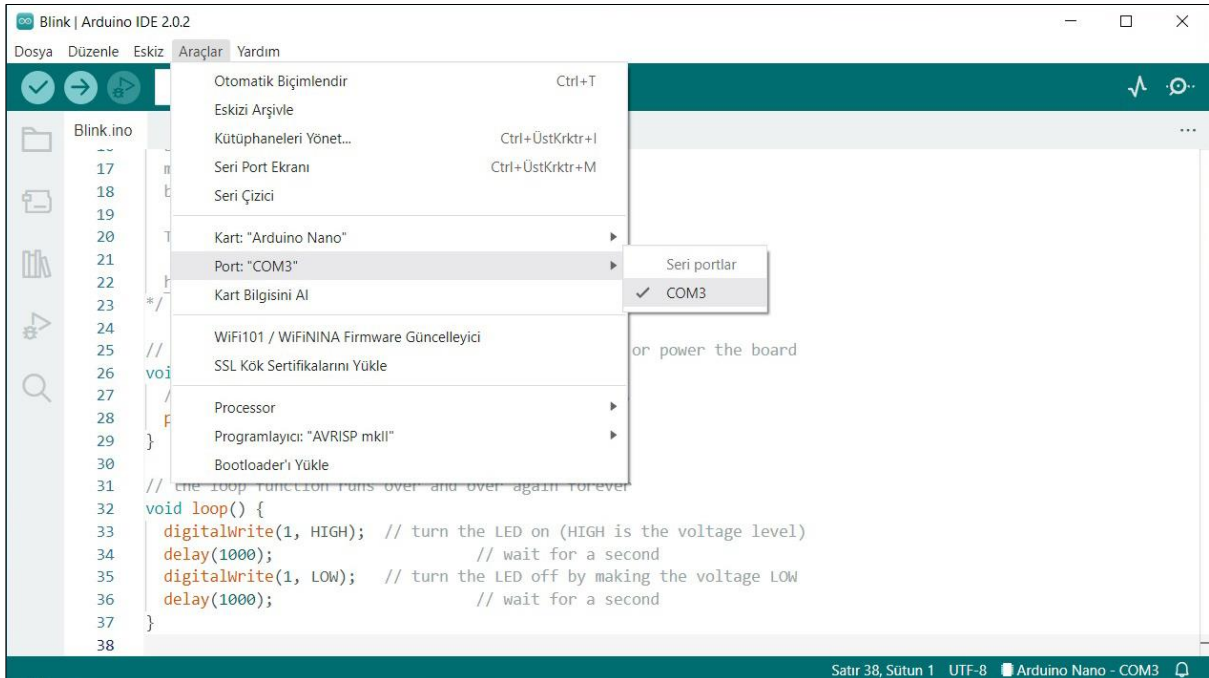 Blink | Arduino IDE 2.0.2
Dosya Düzenle Eskiz Araçlar Yardım
Otomatik Biçimlendir Ctrl+T
Eskizi Arşivle
Kütüphaneleri Yönet... Ctrl+ÜstKrktr+I
Seri Port Ekranı Ctrl+ÜstKrktr+M
Seri Çizici
Kart: "Arduino Nano"
Port: "COM3"
Kart Bilgisini Al
WiFi101 / WiFiNINA Firmware Güncelleyici
SSL Kök Sertifikalarını Yükle
Processor
Programlayıcı: "AVRISP mkII"
Bootloader'ı Yükle
Seri portlar
COM3
Blink.ino
17
18
19
20 T
21
22
23 */
24
25 // or power the board
26 voi
27 /
28 p
29 }
30
31 // the loop function runs over and over again forever
32 void loop() {
33 digitalWrite(1, HIGH); // turn the LED on (HIGH is the voltage level)
34 delay(1000); // wait for a second
35 digitalWrite(1, LOW); // turn the LED off by making the voltage LOW
36 delay(1000); // wait for a second
37 }
38
Satır 38, Sütun 1 UTF-8 Arduino Nano - COM3